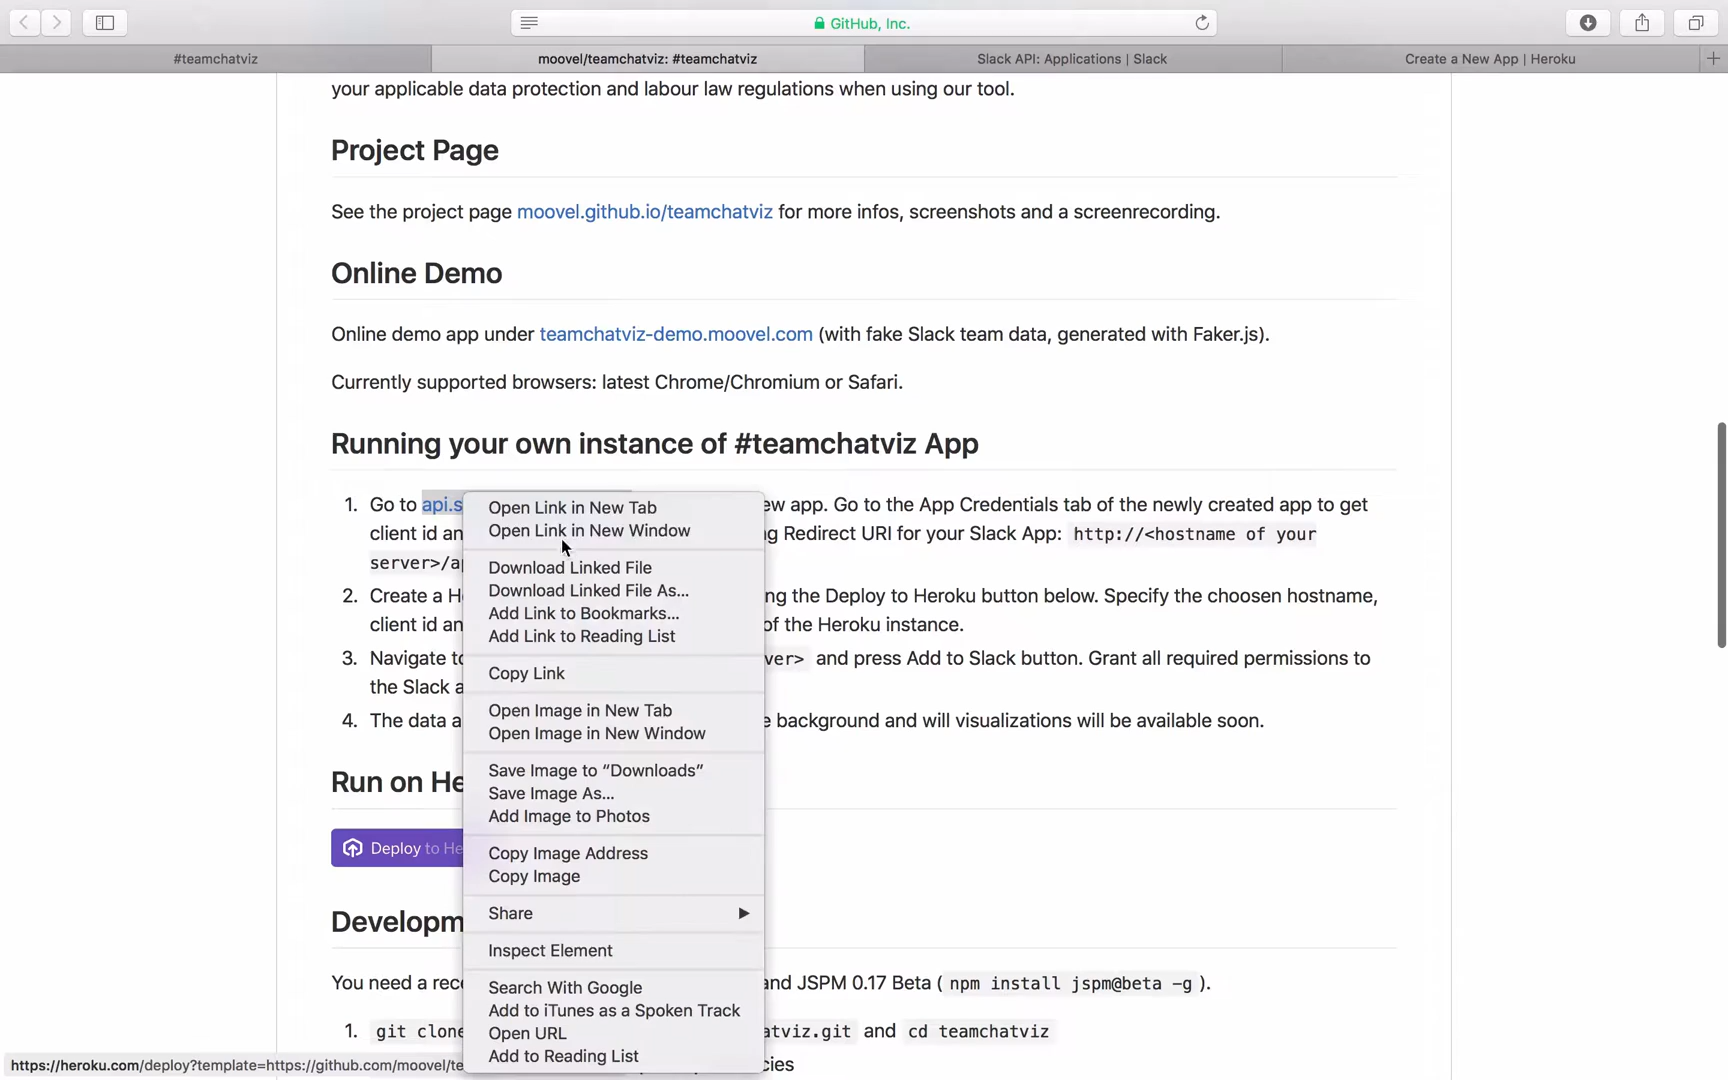 GitHub, Inc.
#teamchatviz
moovel/teamchatviz: #teamchatviz
Slack API: Applications | Slack
Create a New App | Heroku
your applicable data protection and labour law regulations when using our tool.
Project Page
See the project page moovel.github.io/teamchatviz for more infos, screenshots and a screenrecording.
Online Demo
Online demo app under teamchatviz-demo.moovel.com (with fake Slack team data, generated with Faker.js).
Currently supported browsers: latest Chrome/Chromium or Safari.
Running your own instance of #teamchatviz App
1. Go to api.s
ew app. Go to the App Credentials tab of the newly created app to get
client id an
g Redirect URI for your Slack App: http://<hostname of your
server>/ap
2. Create a H
ng the Deploy to Heroku button below. Specify the choosen hostname,
client id an
of the Heroku instance.
3. Navigate to
ver> and press Add to Slack button. Grant all required permissions to
the Slack a
4. The data a
e background and will visualizations will be available soon.
Run on He
Deploy to He
Developm
You need a rece
and JSPM 0.17 Beta ( npm install jspm@beta -g ).
1. git clone
atviz.git and cd teamchatviz
cies
Open Link in New Tab
Open Link in New Window
Download Linked File
Download Linked File As...
Add Link to Bookmarks...
Add Link to Reading List
Copy Link
Open Image in New Tab
Open Image in New Window
Save Image to “Downloads”
Save Image As...
Add Image to Photos
Copy Image Address
Copy Image
Share
Inspect Element
Search With Google
Add to iTunes as a Spoken Track
Open URL
Add to Reading List
https://heroku.com/deploy?template=https://github.com/moovel/te